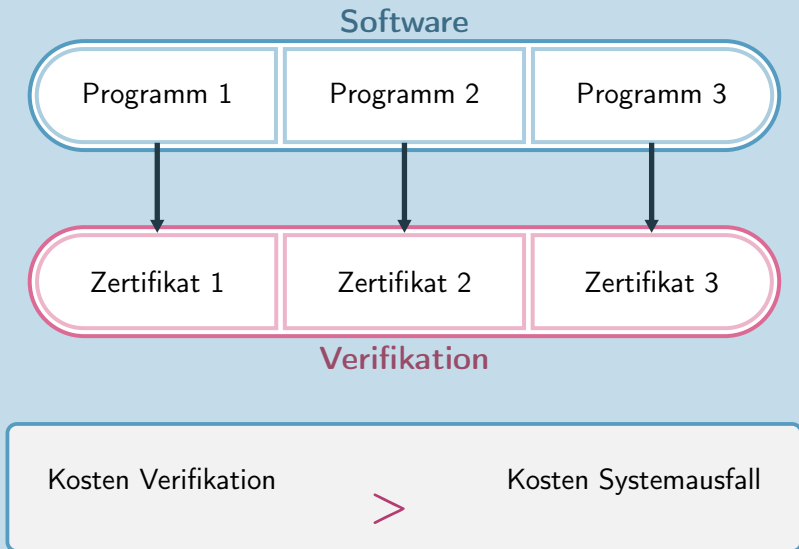 Software
Programm 1 Programm 2 Programm 3
Zertifikat 1 Zertifikat 2 Zertifikat 3
Verifikation
Kosten Verifikation > Kosten Systemausfall